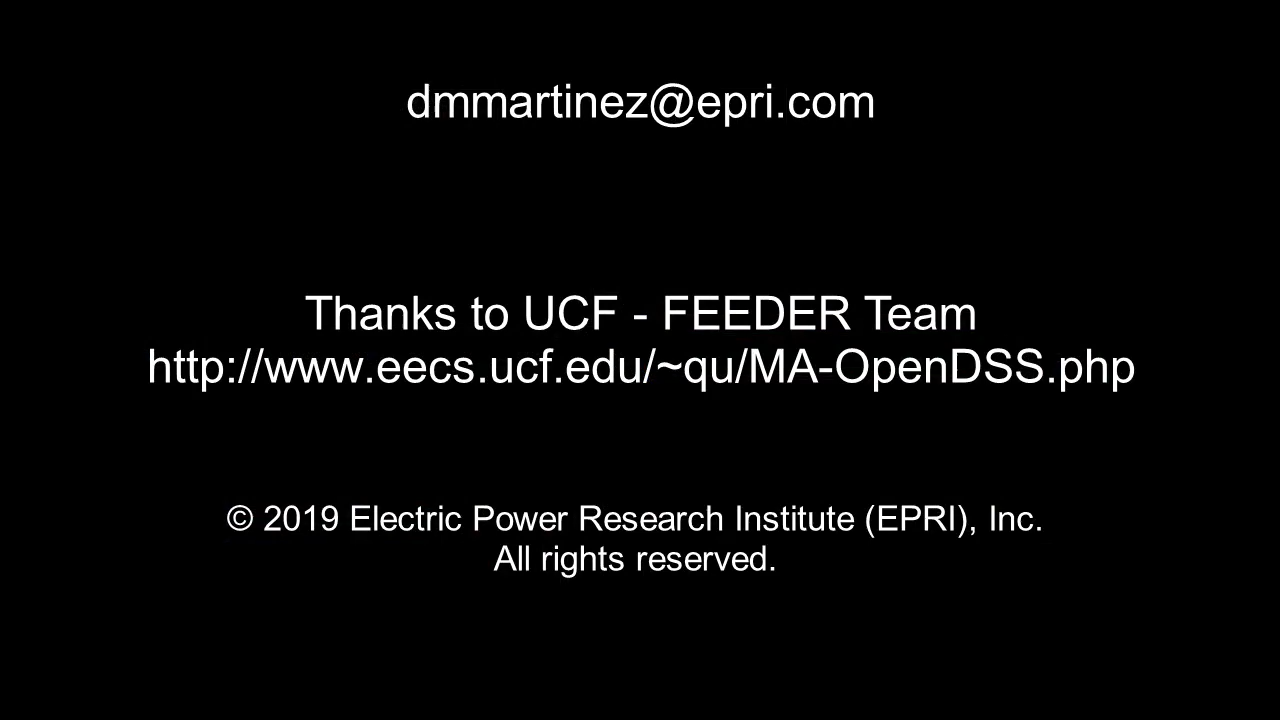 dmmartinez@epri.com
Thanks to UCF - FEEDER Team
http://www.eecs.ucf.edu/~qu/MA-OpenDSS.php
© 2019 Electric Power Research Institute (EPRI), Inc.
All rights reserved.